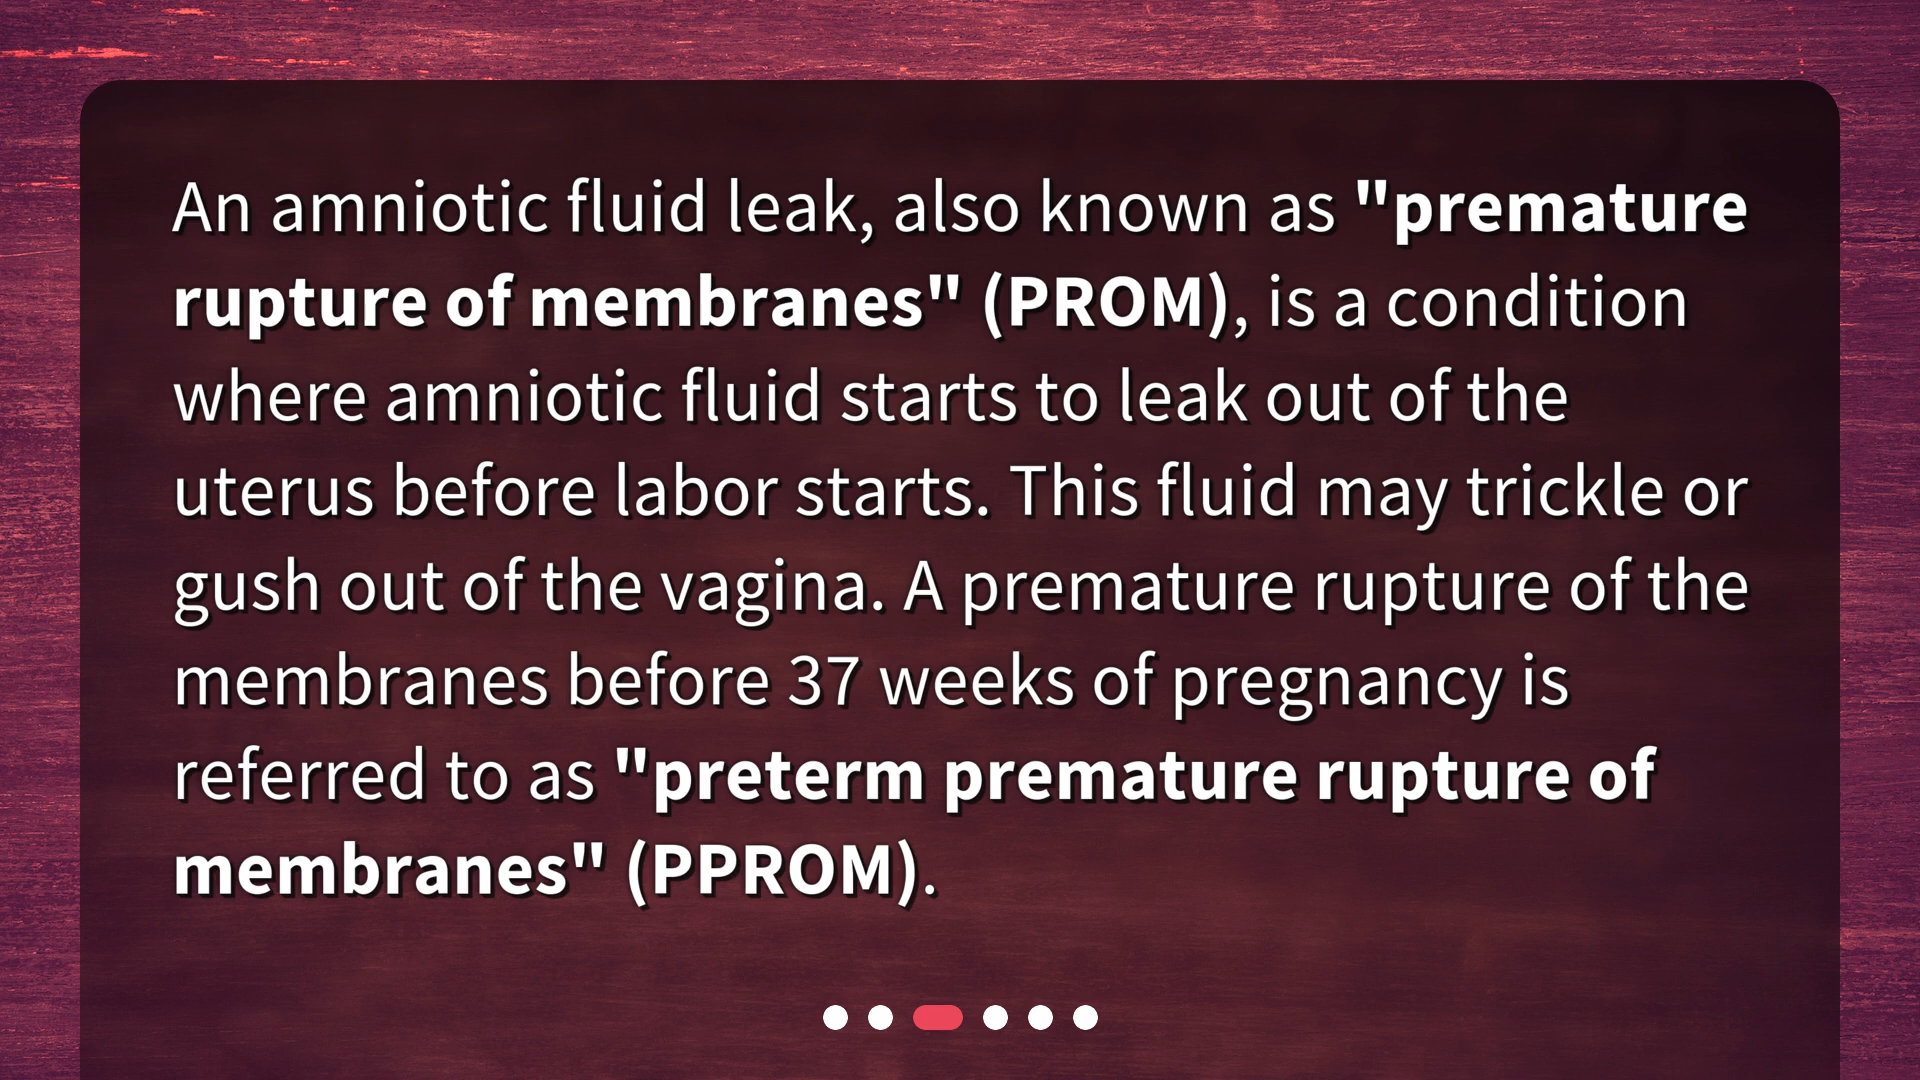 An amniotic fluid leak, also known as "premature
rupture of membranes" (PROM), is a condition
where amniotic fluid starts to leak out of the
uterus before labor starts. This fluid may trickle or
gush out of the vagina. A premature rupture of the
membranes before 37 weeks of pregnancy is
referred to as "preterm premature rupture of
membranes" (PPROM).